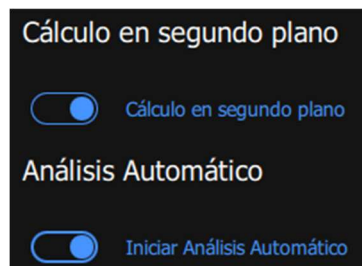 Cálculo en segundo plano
Cálculo en segundo plano
Análisis Automático
Iniciar Análisis Automático